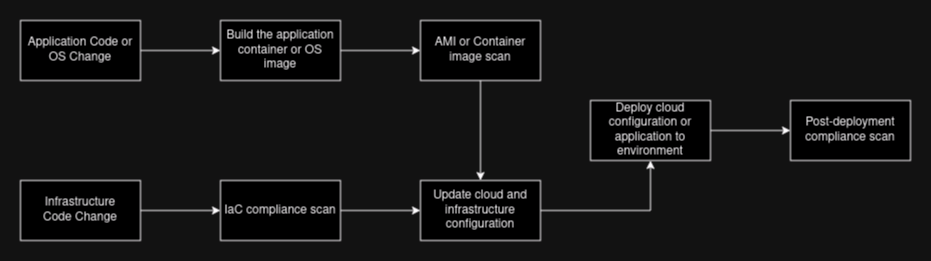 Application Code or
OS Change
Build the application
container or OS
image
AMI or Container
image scan
Deploy cloud
configuration or
application to
environment
Post-deployment
compliance scan
Infrastructure
Code Change
IaC compliance scan
Update cloud and
infrastructure
configuration